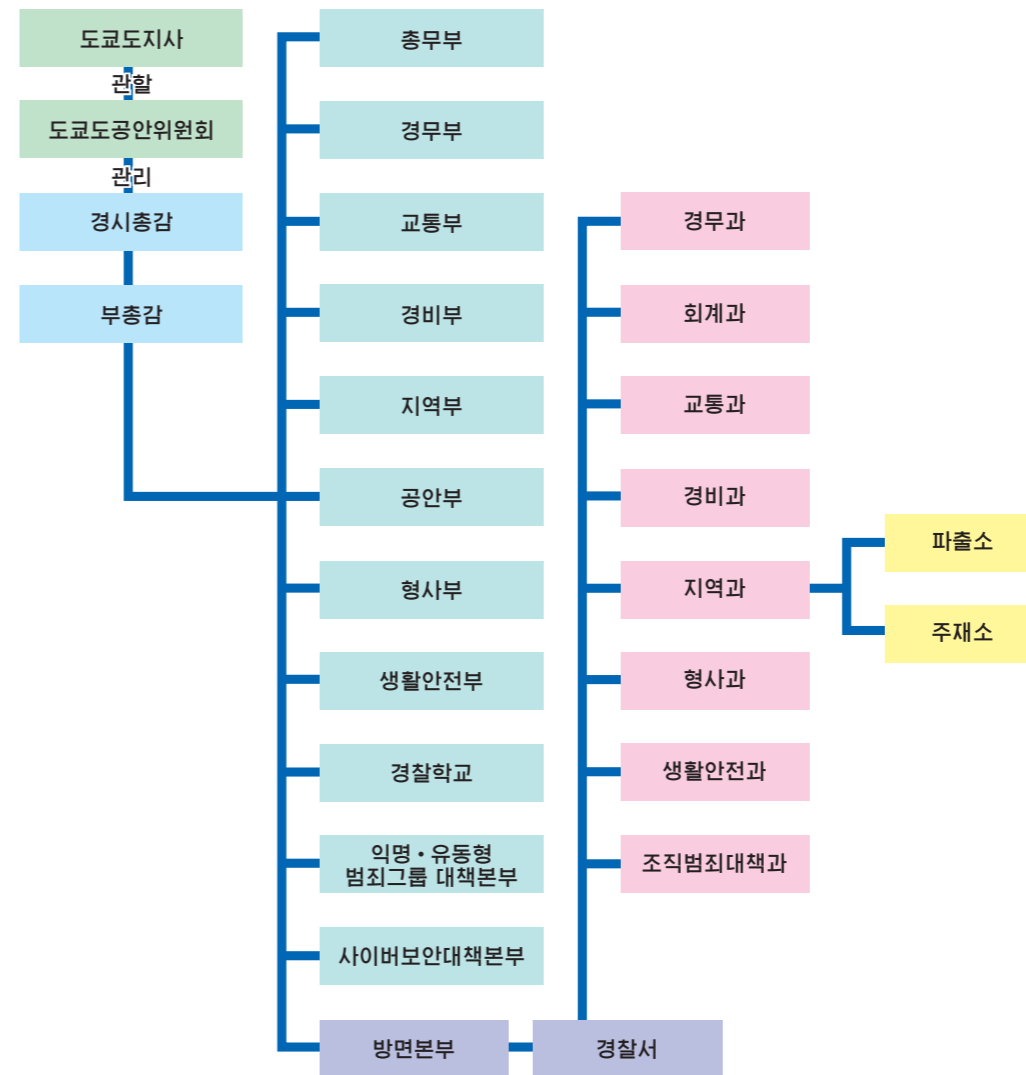 도쿄도지사
관할
도쿄도공안위원회
관리
경시총감
부총감
총무부
경무부
교통부
경비부
지역부
공안부
형사부
생활안전부
경찰학교
익명・유동형
범죄그룹 대책본부
사이버보안대책본부
방면본부
경찰서
경무과
회계과
교통과
경비과
지역과
형사과
생활안전과
조직범죄대책과
파출소
주재소